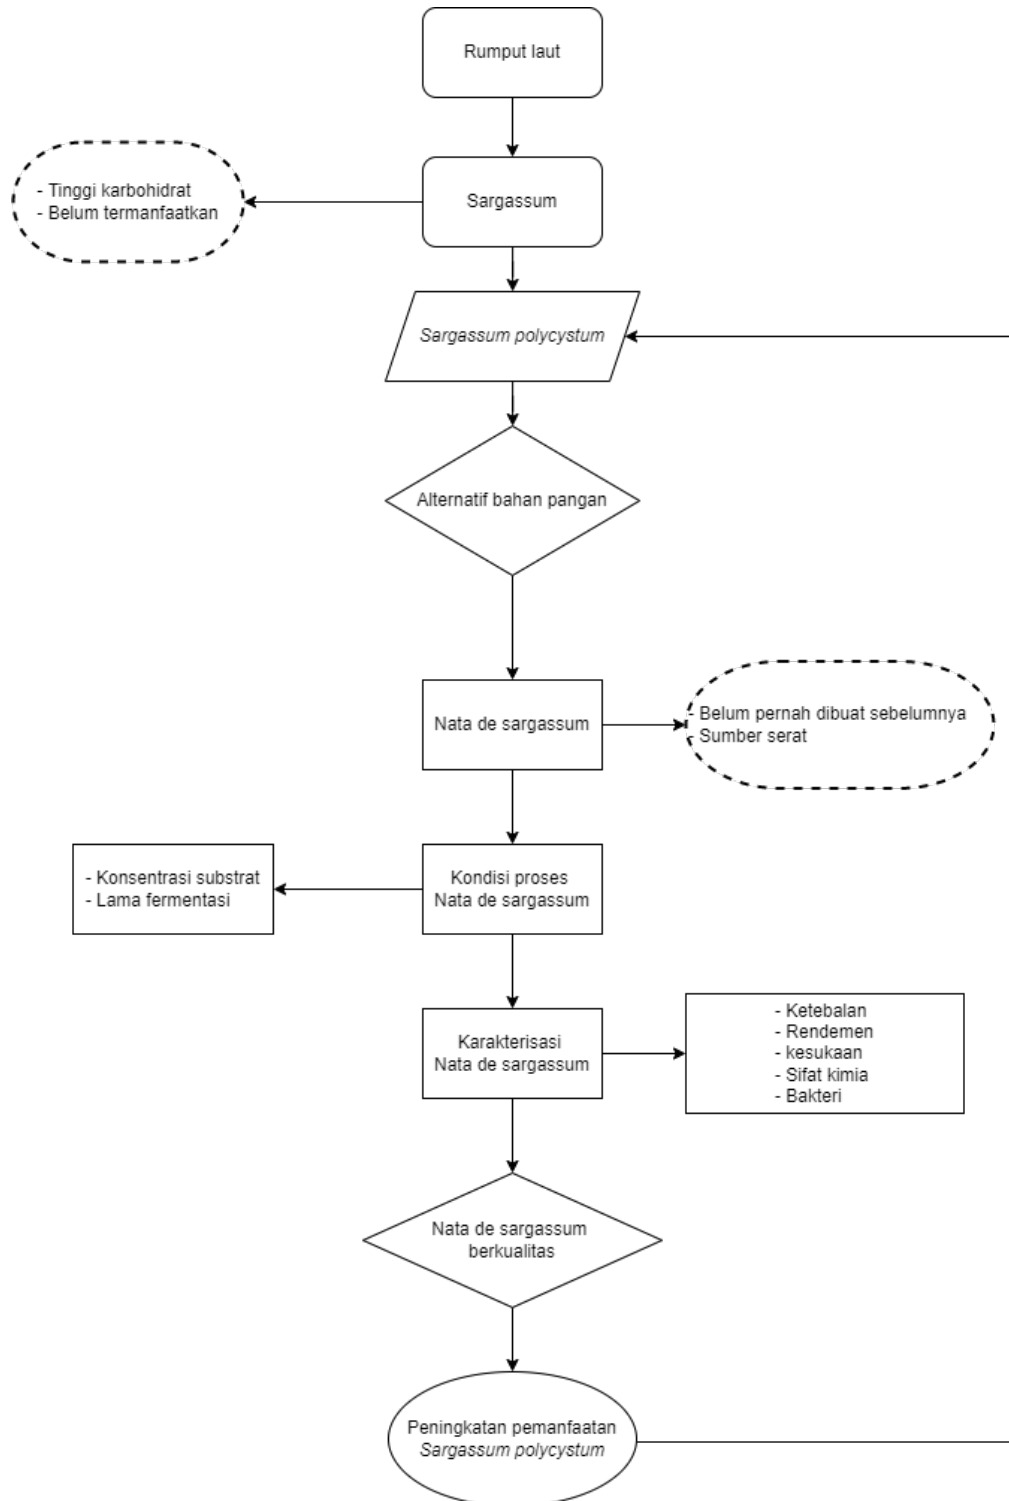 Rumput laut
- Tinggi karbohidrat
- Belum termanfaatkan
Sargassum
Sargassum polycystum
Alternatif bahan pangan
Nata de sargassum
- Belum pernah dibuat sebelumnya
- Sumber serat
- Konsentrasi substrat
- Lama fermentasi
Kondisi proses
Nata de sargassum
Karakterisasi
Nata de sargassum
- Ketebalan
- Rendemen
- kesukaan
- Sifat kimia
- Bakteri
Nata de sargassum
berkualitas
Peningkatan pemanfaatan
Sargassum polycystum